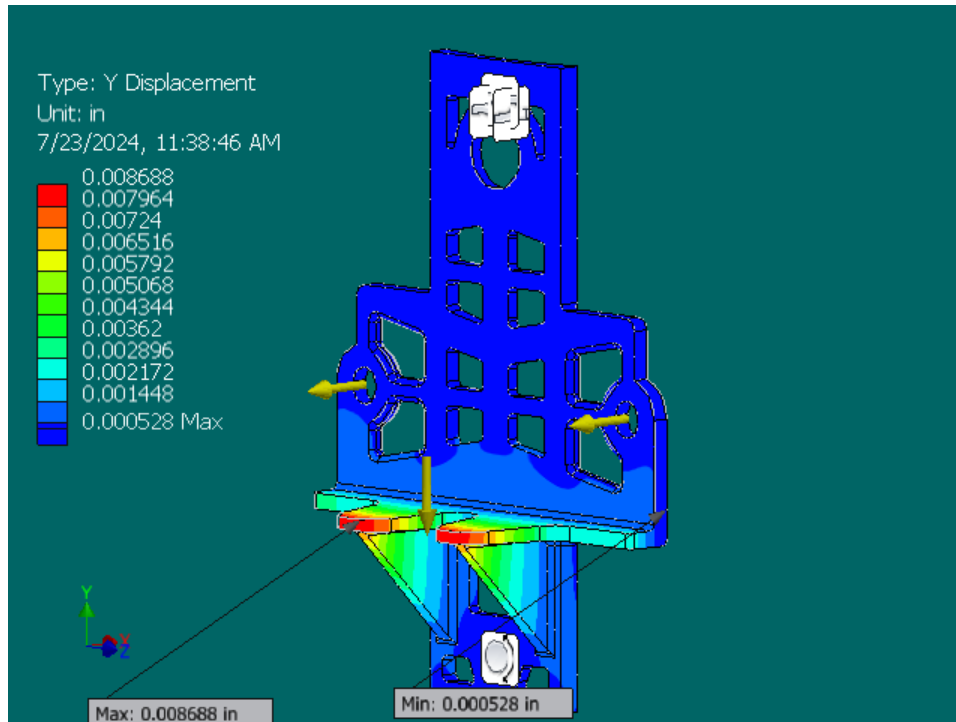 Type: Y Displacement
Unit: in
7/23/2024, 11:38:46 AM
0.008688
0.007964
0.00724
0.006516
0.005792
0.005068
0.004344
0.00362
0.002896
0.002172
0.001448
0.000528 Max
Y
X
Z
Max: 0.008688 in
Min: 0.000528 in